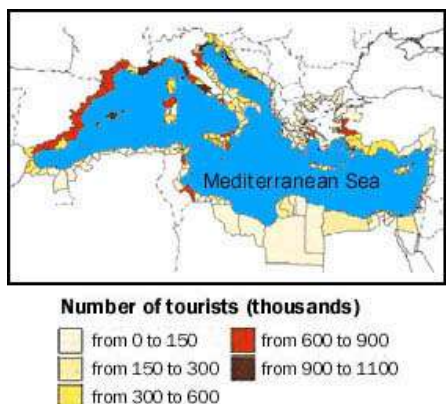 Mediterranean Sea
Number of tourists (thousands)
from 0 to 150
from 600 to 900
from 150 to 300
from 900 to 1100
from 300 to 600